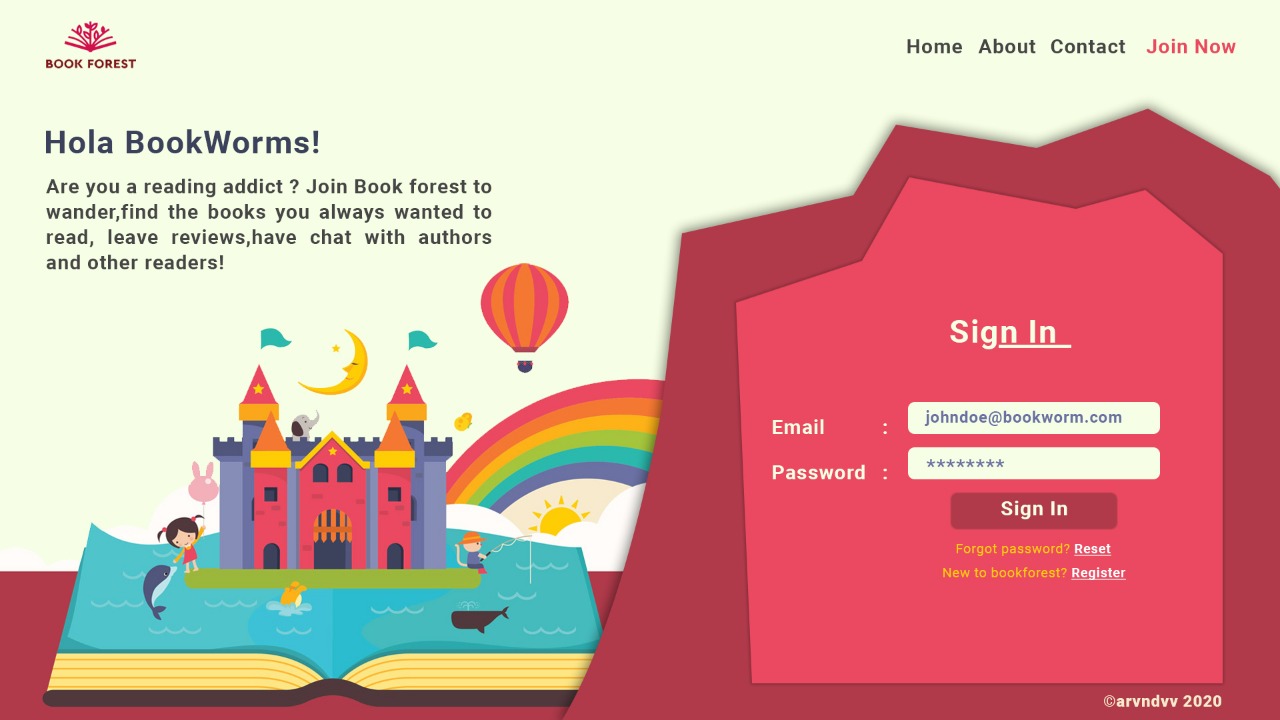 BOOK FOREST
Home About Contact Join Now
Hola BookWorms!
Are you a reading addict ? Join Book forest to
wander,find the books you always wanted to
read, leave reviews,have chat with authors
and other readers!
Sign In
Email : johndoe@bookworm.com
Password : ********
Sign In
Forgot password? Reset
New to bookforest? Register
©arvndvv 2020